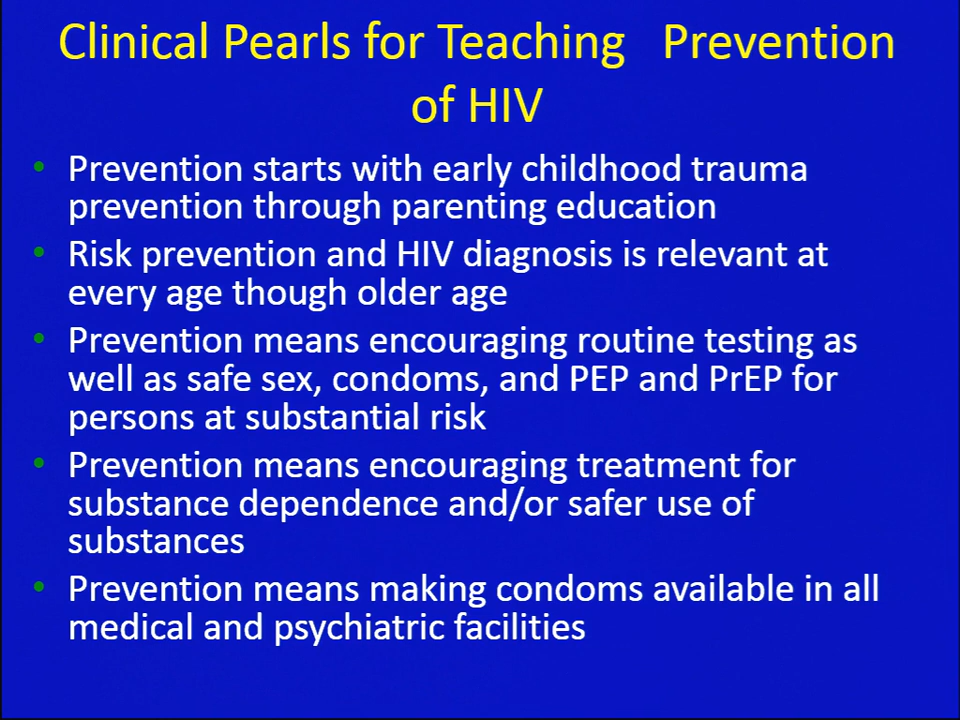 Clinical Pearls for Teaching   Prevention
of HIV
• Prevention starts with early childhood trauma
prevention through parenting education
• Risk prevention and HIV diagnosis is relevant at
every age though older age
• Prevention means encouraging routine testing as
well as safe sex, condoms, and PEP and PrEP for
persons at substantial risk
• Prevention means encouraging treatment for
substance dependence and/or safer use of
substances
• Prevention means making condoms available in all
medical and psychiatric facilities